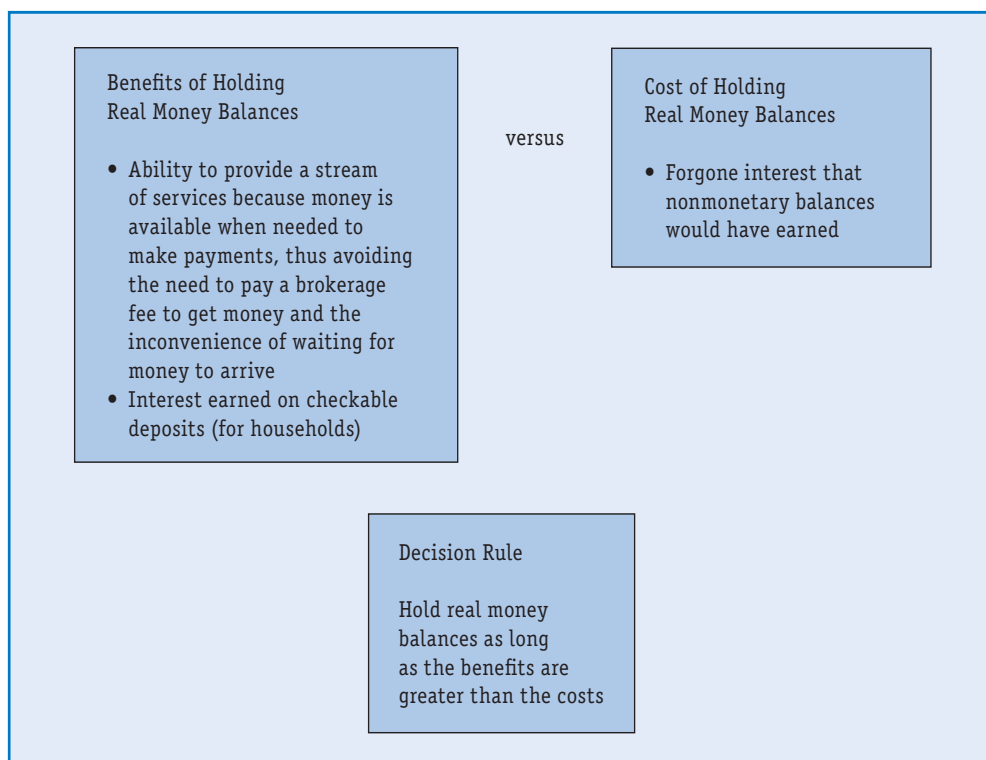 Benefits of Holding
Real Money Balances
• Ability to provide a stream
of services because money is
available when needed to
make payments, thus avoiding
the need to pay a brokerage
fee to get money and the
inconvenience of waiting for
money to arrive
• Interest earned on checkable
deposits (for households)
versus
Cost of Holding
Real Money Balances
• Forgone interest that
nonmonetary balances
would have earned
Decision Rule
Hold real money
balances as long
as the benefits are
greater than the costs